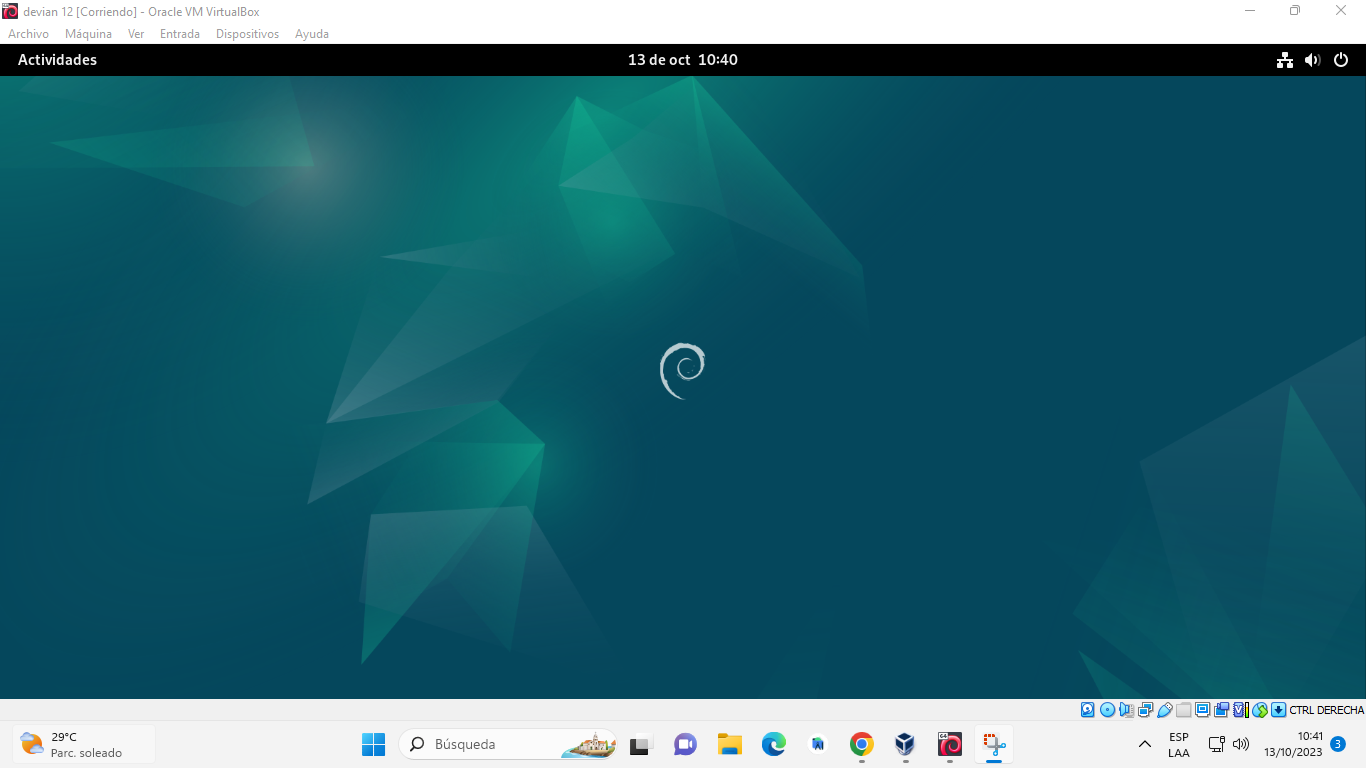 devian 12 [Corriendo] - Oracle VM VirtualBox
Archivo Máquina Ver Entrada Dispositivos Ayuda
Actividades 13 de oct 10:40
CTRL DERECHA
29°C
Parc. soleado
Búsqueda
ESP
LAA
10:41
13/10/2023
3